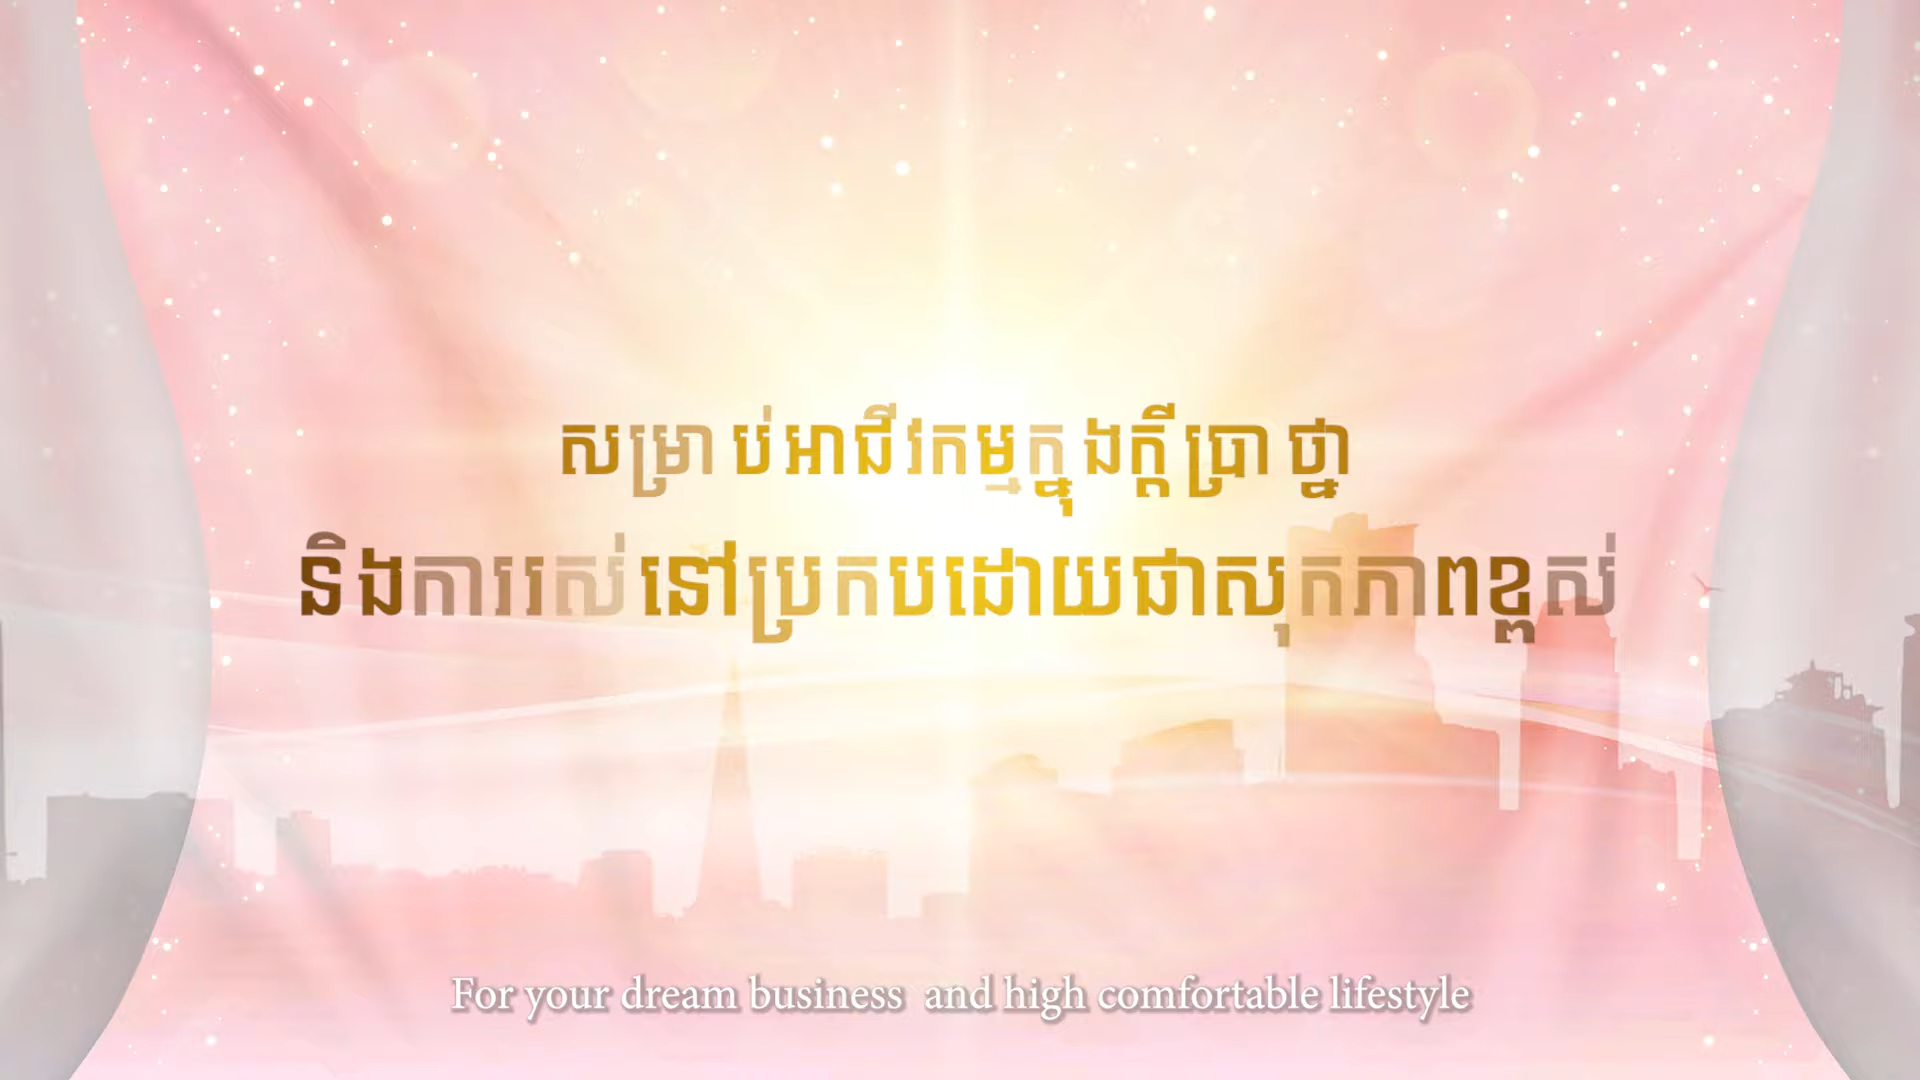 សម្រាប់អាជីវកម្មក្នុងក្តីប្រាថ្នា
និងការរស់នៅប្រកបដោយផាសុកភាពខ្ពស់
For your dream business and high comfortable lifestyle